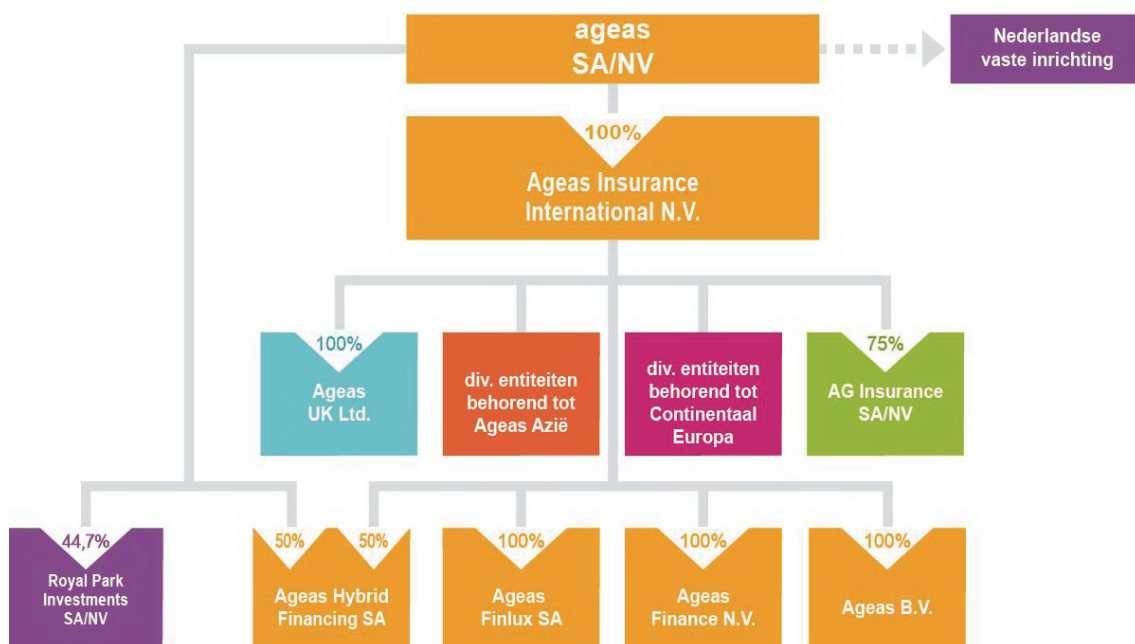 ageas
SA/NV
Nederlandse
vaste inrichting
100%
Ageas Insurance
International N.V.
100%
Ageas
UK Ltd.
div. entiteiten
behorend tot
Ageas Azië
div. entiteiten
behorend tot
Continentaal
Europa
75%
AG Insurance
SA/NV
44,7%
Royal Park
Investments
SA/NV
50%
50%
Ageas Hybrid
Financing SA
100%
Ageas
Finlux SA
100%
Ageas
Finance N.V.
100%
Ageas B.V.